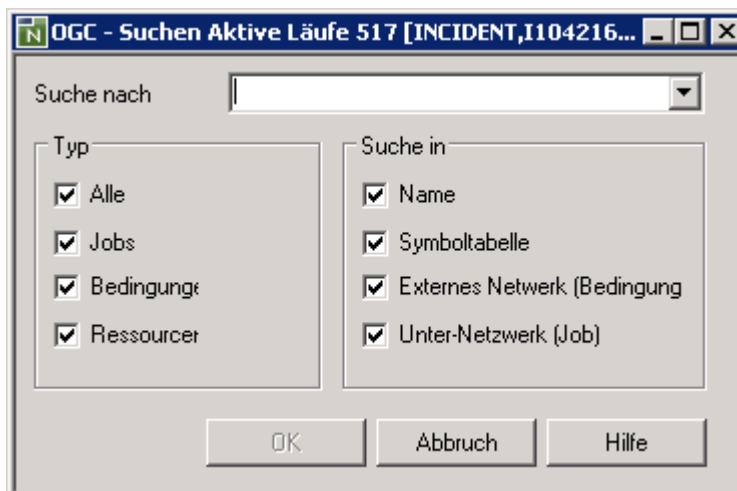 OGC - Suchen Aktive Läufe 517 [INCIDENT,I104216...
Suche nach
Typ
Alle
Jobs
Bedingunge
Ressourcer
Suche in
Name
Symboltabelle
Externes Netwerk (Bedingung
Unter-Netzwerk (Job)
OK Abbruch Hilfe